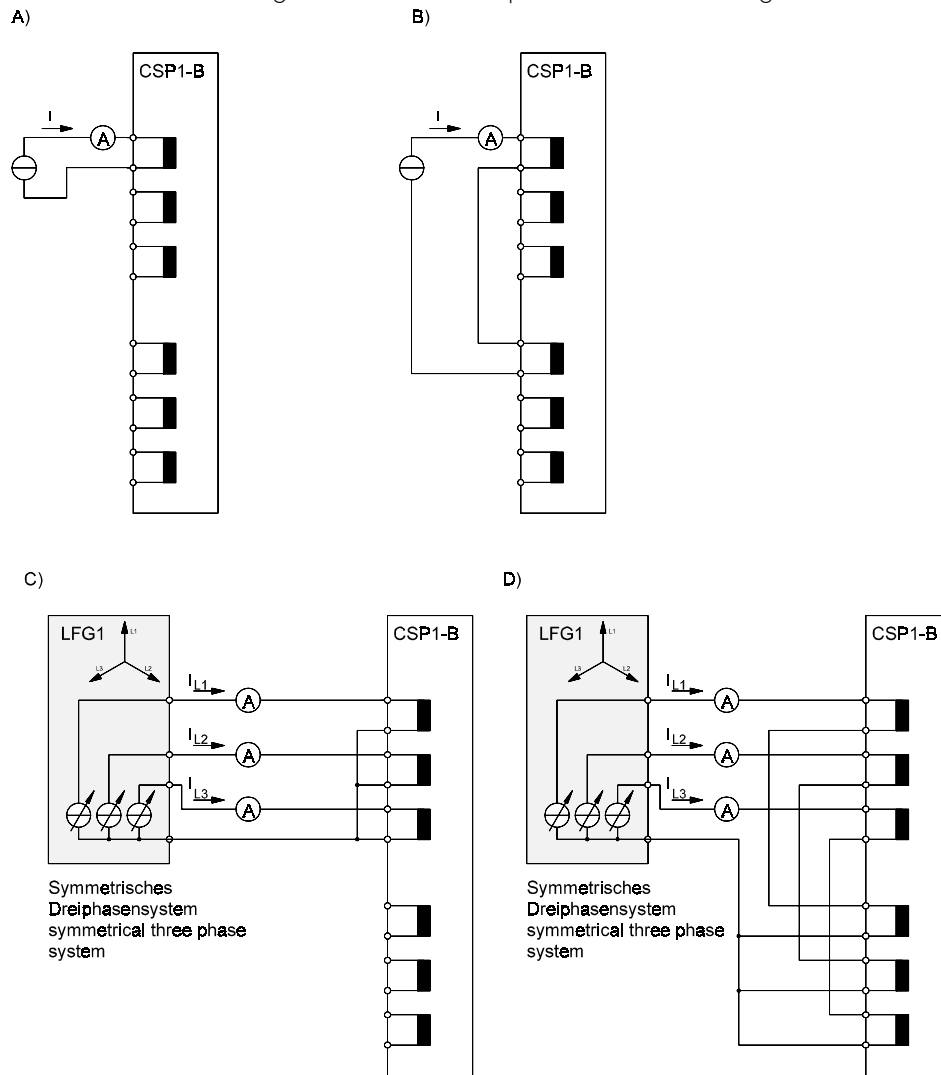 A)
B)
CSP1-B
CSP1-B
I
A
I
A
C)
D)
LFG1
L1
L3
L2
CSP1-B
LFG1
L1
L3
L2
CSP1-B
IL1
A
IL1
A
IL2
A
IL2
A
IL3
A
IL3
A
Symmetrisches
Dreiphasensystem
symmetrical three phase
system
Symmetrisches
Dreiphasensystem
symmetrical three phase
system